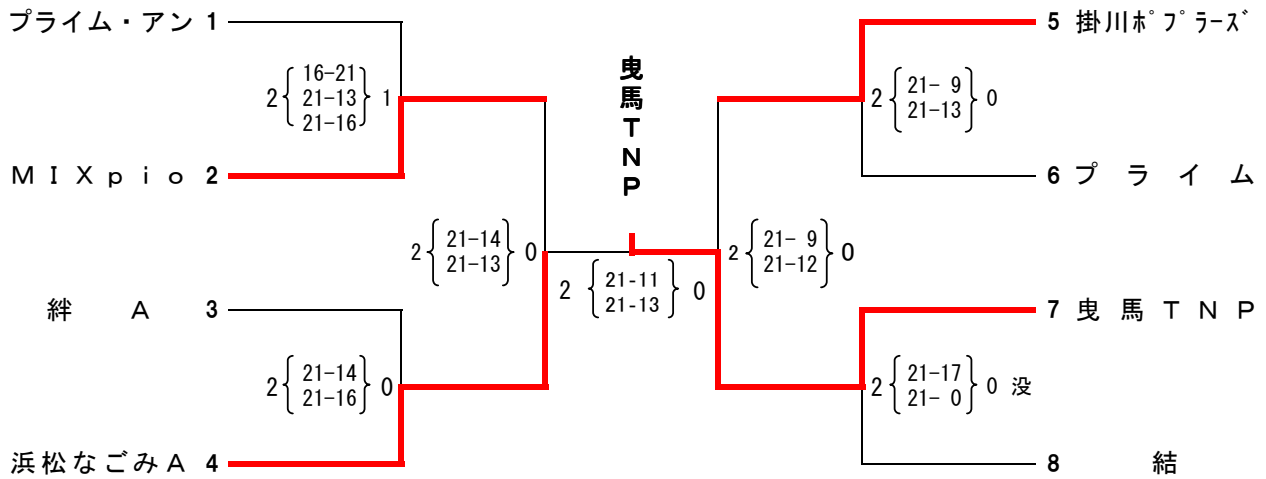 プライム・アン 1
2 16-21 1
21-13
21-16
MIXpio 2
2 21-14 0
21-13
絆 A 3
2 21-14 0
21-16
浜松なごみA 4
曳馬TNP
2 21-11 0
21-13
5 掛川ﾎﾟﾌﾟﾗｰｽﾞ
2 21- 9 0
21-13
6 プライム
2 21- 9 0
21-12
7 曳馬TNP
2 21-17 0 没
21- 0
8 結